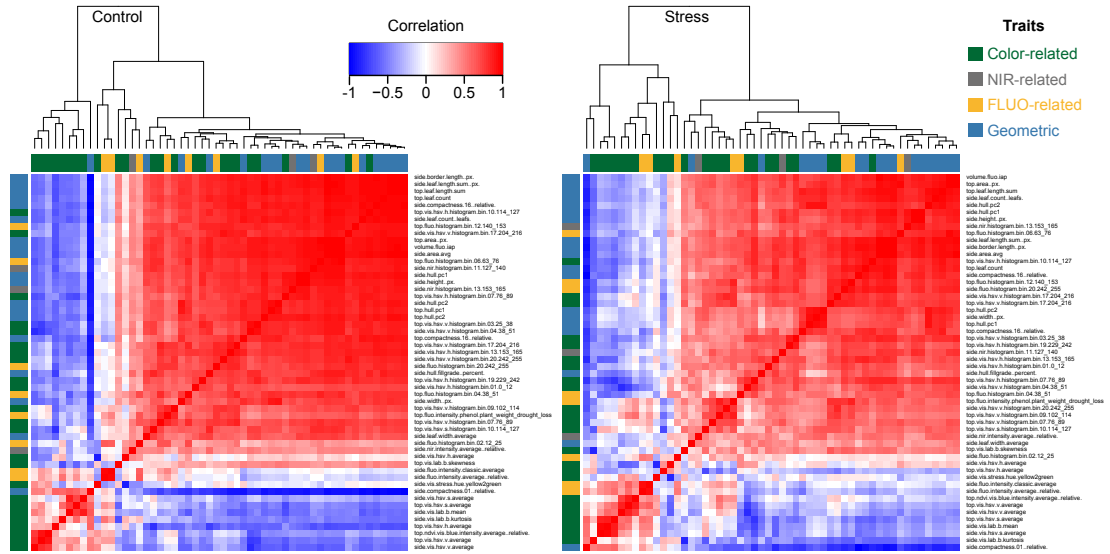 Control
Correlation
-1
−0.5
0
0.5
1
Stress
Traits
Color-related
NIR-related
FLUO-related
Geometric
side.border.length..px.
side.leaf.length.sum..px.
top.leaf.length.sum
top.leaf.count
side.compactness.16..relative.
top.vis.hsv.h.histogram.bin.10.114_127
side.leaf.count..leafs.
top.fluo.histogram.bin.12.140_153
side.vis.hsv.v.histogram.bin.17.204_216
top.area..px.
volume.fluo.iap
side.area.avg
top.fluo.histogram.bin.06.63_76
side.nir.histogram.bin.11.127_140
side.hull.pc1
side.height..px.
side.nir.histogram.bin.13.153_165
top.vis.hsv.h.histogram.bin.07.76_89
side.hull.pc2
top.hull.pc1
top.hull.pc2
top.vis.hsv.v.histogram.bin.03.25_38
side.vis.hsv.v.histogram.bin.04.38_51
top.compactness.16..relative.
top.vis.hsv.v.histogram.bin.17.204_216
side.vis.hsv.h.histogram.bin.13.153_165
side.vis.hsv.v.histogram.bin.20.242_255
side.fluo.histogram.bin.20.242_255
side.hull.fillgrade..percent.
top.vis.hsv.v.histogram.bin.19.229_242
side.vis.hsv.s.histogram.bin.01.0_12
top.fluo.histogram.bin.04.38_51
side.width..px.
top.vis.hsv.v.histogram.bin.09.102_114
top.fluo.intensity.phenol.plant_weight_drought_loss
top.vis.hsv.v.histogram.bin.07.76_89
top.vis.hsv.s.histogram.bin.10.114_127
side.leaf.width.average
side.fluo.histogram.bin.02.12_25
side.nir.intensity.average..relative.
side.vis.hsv.h.average
top.vis.lab.b.skewness
side.fluo.intensity.classic.average
side.fluo.intensity.average..relative.
side.vis.stress.hue.yellow2green
side.compactness.01..relative.
side.vis.hsv.s.average
top.vis.hsv.s.average
side.vis.lab.b.mean
side.vis.lab.b.kurtosis
top.vis.hsv.h.average
top.ndvi.vis.blue.intensity.average..relative.
top.vis.hsv.v.average
side.vis.hsv.v.average
volume.fluo.iap
top.area..px.
top.leaf.length.sum
side.leaf.count..leafs.
side.hull.pc2
side.hull.pc1
side.height..px.
side.nir.histogram.bin.13.153_165
top.fluo.histogram.bin.06.63_76
side.leaf.length.sum..px.
side.border.length..px.
side.area.avg
top.vis.hsv.h.histogram.bin.10.114_127
top.leaf.count
side.compactness.16..relative.
top.fluo.histogram.bin.12.140_153
side.fluo.histogram.bin.20.242_255
side.vis.hsv.v.histogram.bin.17.204_216
top.vis.hsv.v.histogram.bin.17.204_216
top.hull.pc2
side.width..px.
top.hull.pc1
top.vis.hsv.v.histogram.bin.03.25_38
top.vis.hsv.v.histogram.bin.19.229_242
side.nir.histogram.bin.11.127_140
side.vis.hsv.h.histogram.bin.13.153_165
side.vis.hsv.s.histogram.bin.01.0_12
top.vis.hsv.h.histogram.bin.07.76_89
side.vis.hsv.v.histogram.bin.04.38_51
top.fluo.histogram.bin.04.38_51
top.fluo.intensity.phenol.plant_weight_drought_loss
side.vis.hsv.v.histogram.bin.20.242_255
top.vis.hsv.v.histogram.bin.09.102_114
top.vis.hsv.v.histogram.bin.07.76_89
top.vis.hsv.s.histogram.bin.10.114_127
side.nir.intensity.average..relative.
side.leaf.width.average
top.vis.lab.b.skewness
side.fluo.histogram.bin.02.12_25
side.vis.hsv.h.average
top.vis.hsv.h.average
side.vis.stress.hue.yellow2green
side.fluo.intensity.classic.average
side.fluo.intensity.average..relative.
top.ndvi.vis.blue.intensity.average..relative.
top.vis.hsv.v.average
side.vis.hsv.v.average
top.vis.hsv.s.average
side.vis.lab.b.mean
side.vis.hsv.s.average
side.vis.lab.b.kurtosis
side.compactness.01..relative.